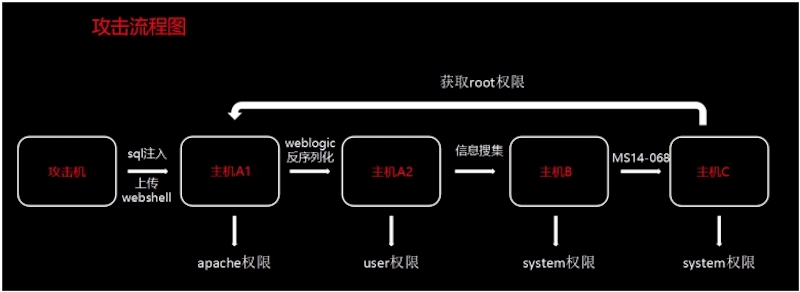 攻击流程图
获取root权限
sql注入
上传
webshell
weblogic
反序列化
信息搜集
MS14-068
攻击机
主机A1
主机A2
主机B
主机C
apache权限
user权限
system权限
system权限